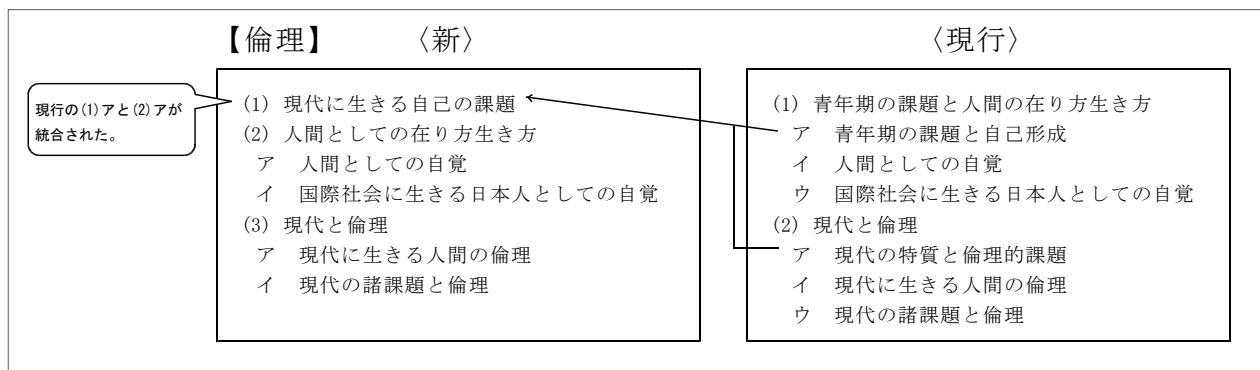 【倫理】 〈新〉
〈現行〉
現行の(1)アと(2)アが
統合された。
(1) 現代に生きる自己の課題
(2) 人間としての在り方生き方
ア 人間としての自覚
イ 国際社会に生きる日本人としての自覚
(3) 現代と倫理
ア 現代に生きる人間の倫理
イ 現代の諸課題と倫理
(1) 青年期の課題と人間の在り方生き方
ア 青年期の課題と自己形成
イ 人間としての自覚
ウ 国際社会に生きる日本人としての自覚
(2) 現代と倫理
ア 現代の特質と倫理的課題
イ 現代に生きる人間の倫理
ウ 現代の諸課題と倫理